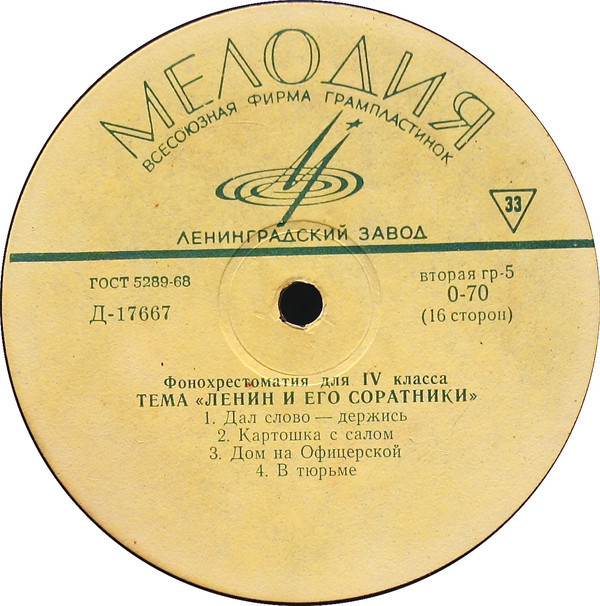 МЕЛОДИЯ
ВСЕСОЮЗНАЯ ФИРМА ГРАМПЛАСТИНОК
33
ЛЕНИНГРАДСКИЙ ЗАВОД
ГОСТ 5289-68
вторая гр-5
Д-17667
0-70
(16 сторон)
Фонохрестоматия для IV класса
ТЕМА «ЛЕНИН И ЕГО СОРАТНИКИ»
1. Дал слово — держись
2. Картошка с салом
3. Дом на Офицерской
4. В тюрьме